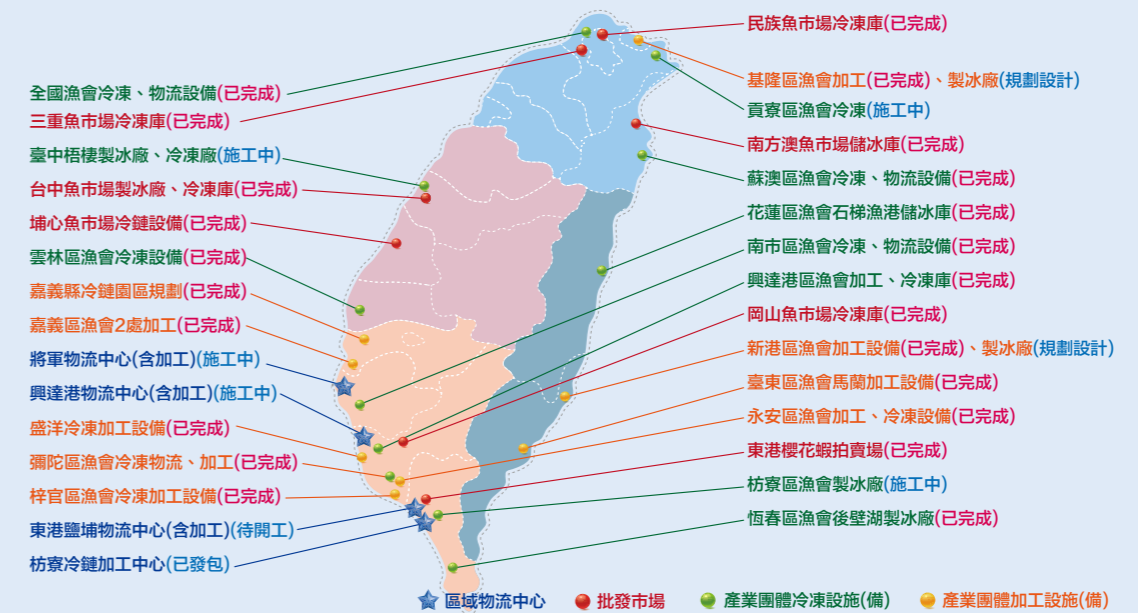 全國漁會冷凍、物流設備(已完成)
三重魚市場冷凍庫(已完成)
臺中梧棲製冰廠、冷凍廠(施工中)
台中魚市場製冰廠、冷凍庫(已完成)
埔心魚市場冷鏈設備(已完成)
雲林區漁會冷凍設備(已完成)
嘉義縣冷鏈園區規劃(已完成)
嘉義區漁會2處加工(已完成)
將軍物流中心(含加工)(施工中)
興達港物流中心(含加工)(施工中)
盛洋冷凍加工設備(已完成)
彌陀區漁會冷凍物流、加工(已完成)
梓官區漁會冷凍加工設備(已完成)
東港鹽埔物流中心(含加工)(待開工)
枋寮冷鏈加工中心(已發包)
民族魚市場冷凍庫(已完成)
基隆區漁會加工(已完成)、製冰廠(規劃設計)
貢寮區漁會冷凍(施工中)
南方澳魚市場儲冰庫(已完成)
蘇澳區漁會冷凍、物流設備(已完成)
花蓮區漁會石梯漁港儲冰庫(已完成)
南市區漁會冷凍、物流設備(已完成)
興達港區漁會加工、冷凍庫(已完成)
岡山魚市場冷凍庫(已完成)
新港區漁會加工設備(已完成)、製冰廠(規劃設計)
臺東區漁會馬蘭加工設備(已完成)
永安區漁會加工、冷凍設備(已完成)
東港櫻花蝦拍賣場(已完成)
枋寮區漁會製冰廠(施工中)
恆春區漁會後壁湖製冰廠(已完成)
區域物流中心 批發市場 產業團體冷凍設施(備) 產業團體加工設施(備)